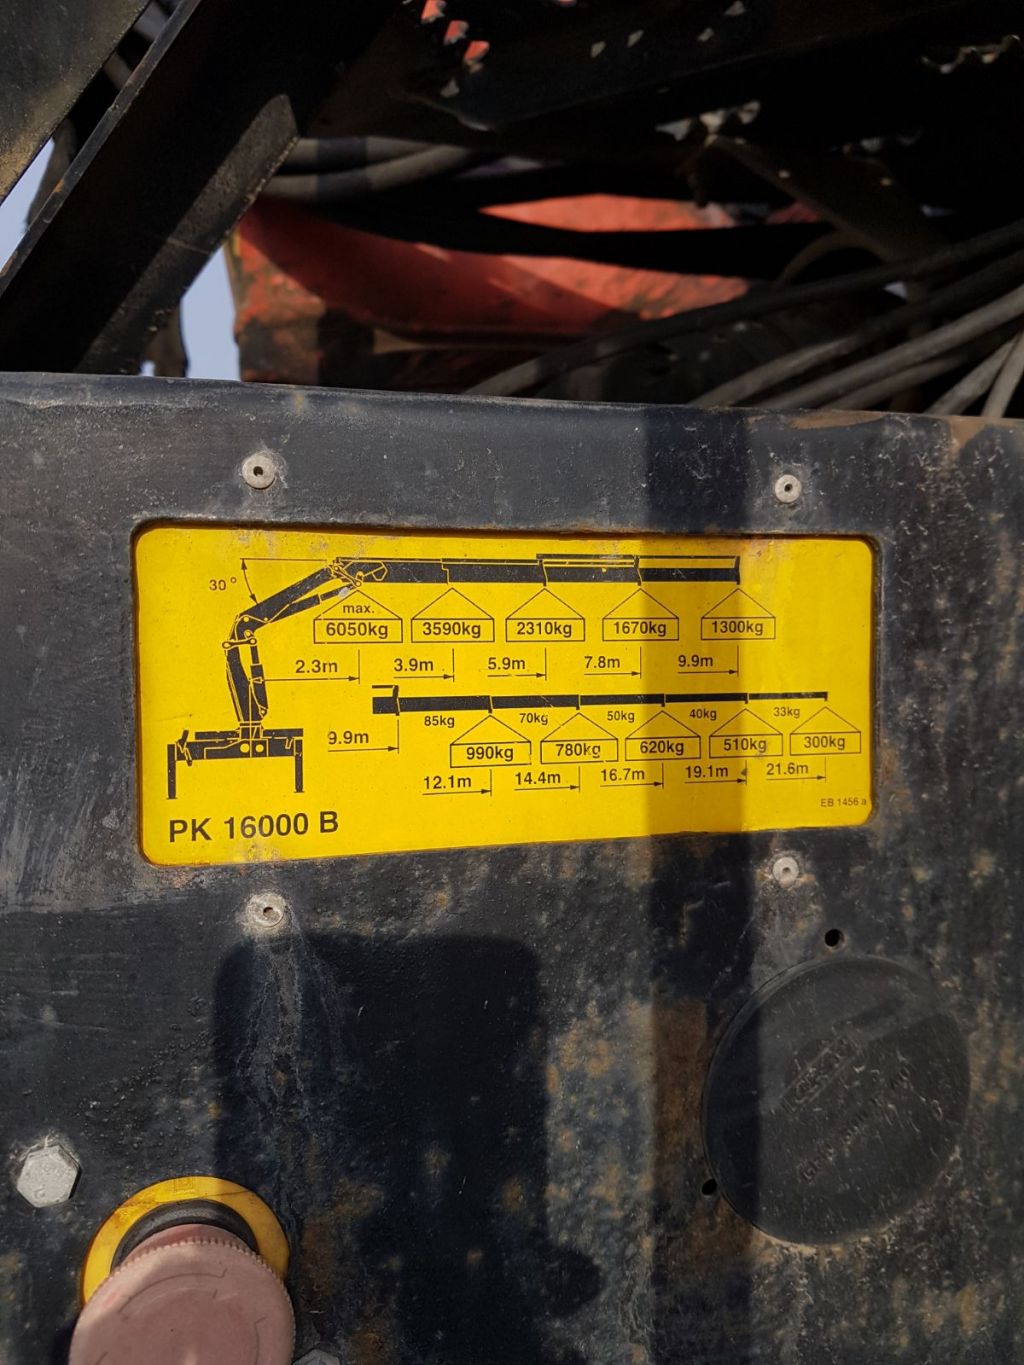 30°
max.
6050kg 3590kg 2310kg 1670kg 1300kg
2.3m 3.9m 5.9m 7.8m 9.9m
85kg 70kg 50kg 40kg 33kg
9.9m
990kg 780kg 620kg 510kg 300kg
12.1m 14.4m 16.7m 19.1m 21.6m
EB 1456 a
PK 16000 B